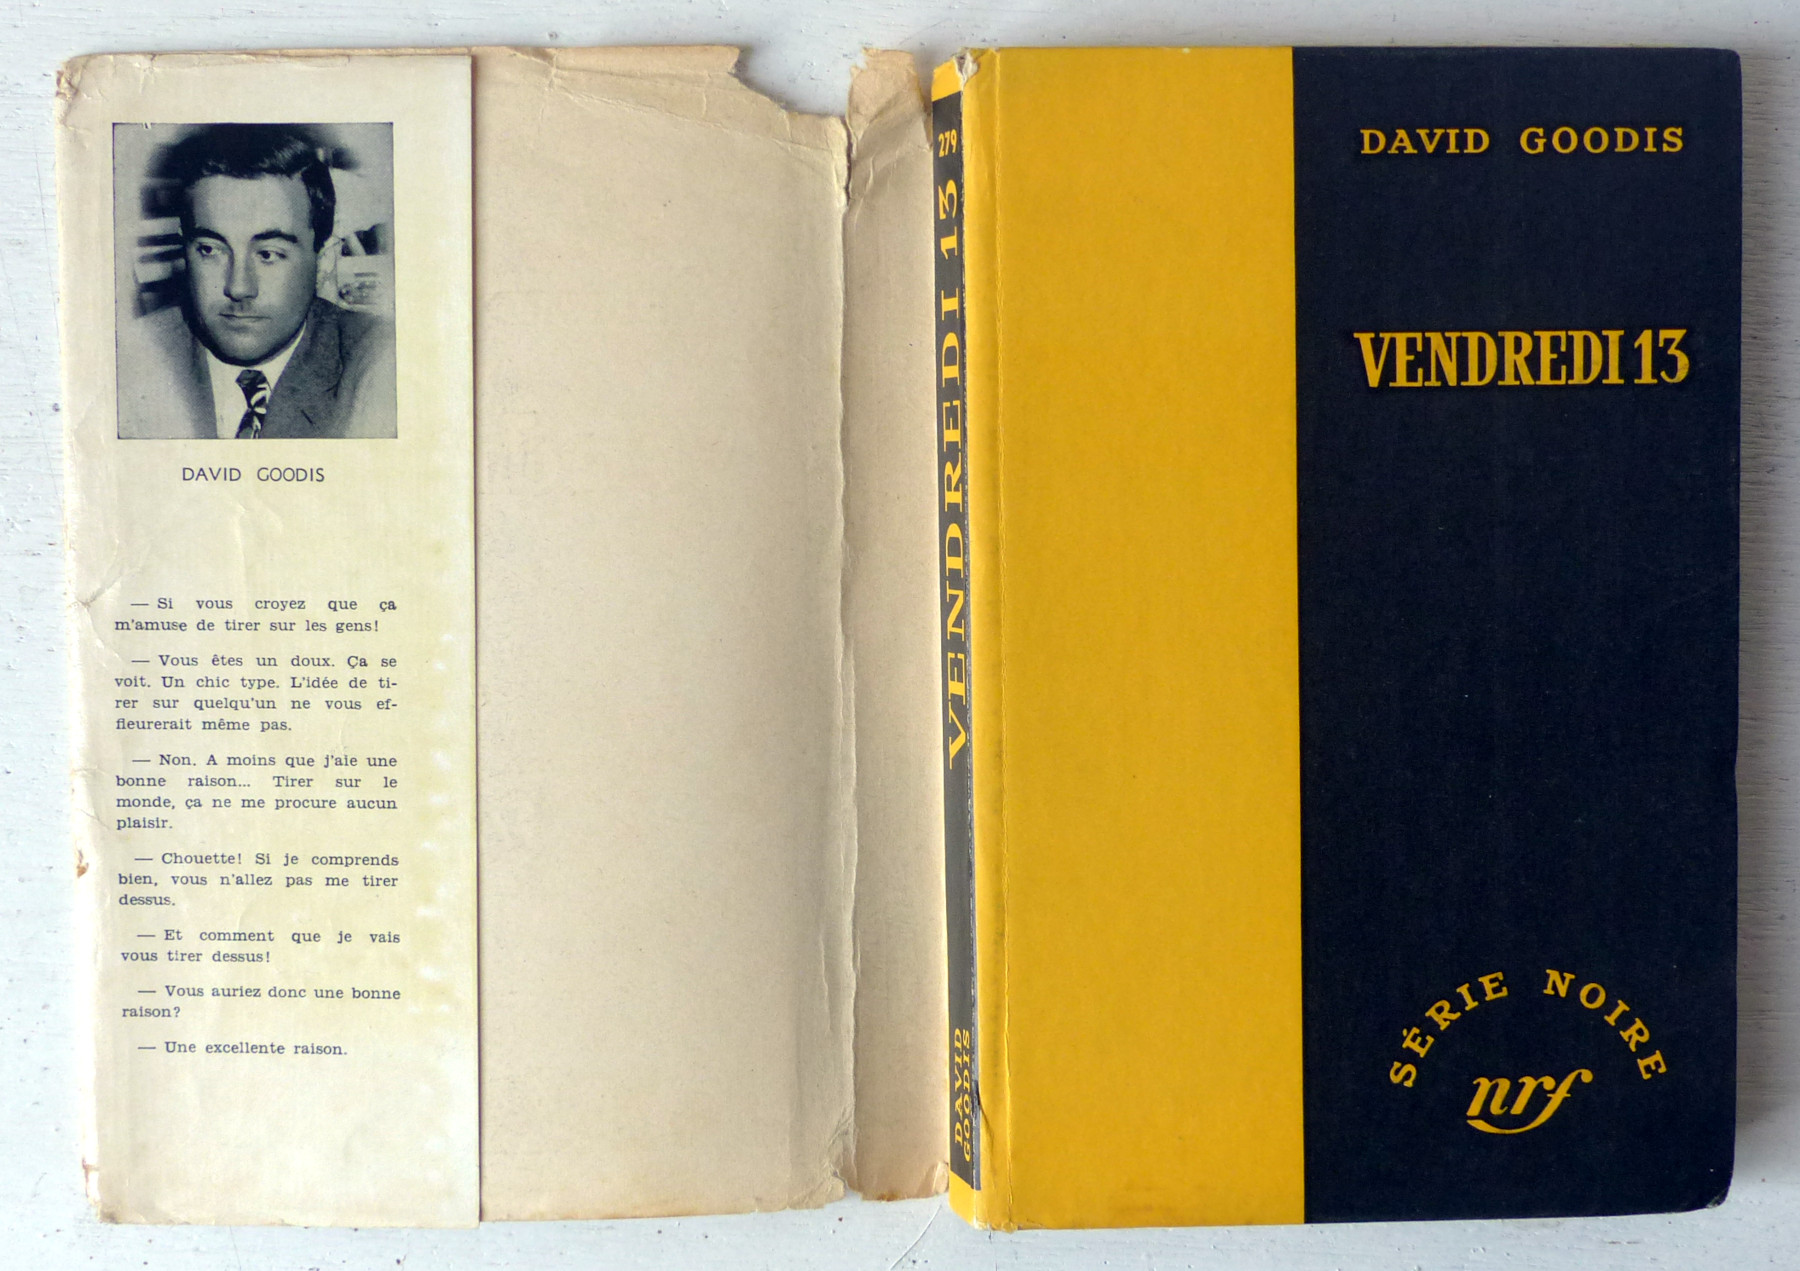 DAVID GOODIS
— Si vous croyez que ça
m'amuse de tirer sur les gens!
— Vous êtes un doux. Ça se
voit. Un chic type. L'idée de ti-
rer sur quelqu'un ne vous ef-
fleurerait même pas.
— Non. A moins que j'aie une
bonne raison... Tirer sur le
monde, ça ne me procure aucun
plaisir.
— Chouette! Si je comprends
bien, vous n'allez pas me tirer
dessus.
— Et comment que je vais
vous tirer dessus!
— Vous auriez donc une bonne
raison?
— Une excellente raison.
279
VENDREDI 13
DAVID
GOODIS
DAVID GOODIS
VENDREDI 13
SÉRIE NOIRE
nrf